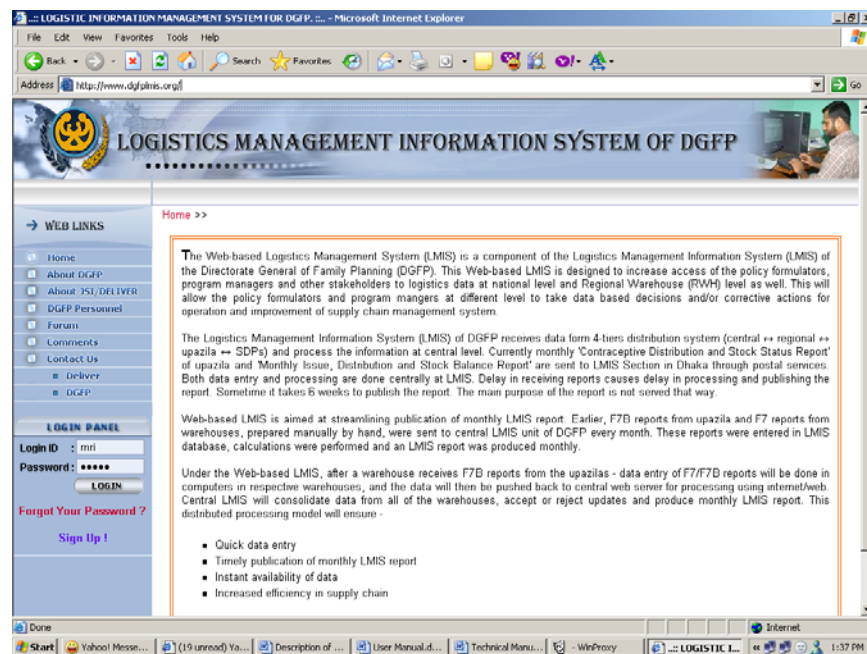 ..:: LOGISTIC INFORMATION MANAGEMENT SYSTEM FOR DGFP. ::.. - Microsoft Internet Explorer
File Edit View Favorites Tools Help
Back Search Favorites
Address http://www.dgfplmis.org/ Go
LOGISTICS MANAGEMENT INFORMATION SYSTEM OF DGFP
WEB LINKS
Home
About DGFP
About JSI/DELIVER
DGFP Personnel
Forum
Comments
Contact Us
Deliver
DGFP
LOGIN PANEL
Login ID : mri
Password : •••••
LOGIN
Forgot Your Password ?
Sign Up !
Home >>
The Web-based Logistics Management System (LMIS) is a component of the Logistics Management Information System (LMIS) of
the Directorate General of Family Planning (DGFP). This Web-based LMIS is designed to increase access of the policy formulators,
program managers and other stakeholders to logistics data at national level and Regional Warehouse (RWH) level as well. This will
allow the policy formulators and program mangers at different level to take data based decisions and/or corrective actions for
operation and improvement of supply chain management system.
The Logistics Management Information System (LMIS) of DGFP receives data form 4-tiers distribution system (central ↔ regional ↔
upazila ↔ SDPs) and process the information at central level. Currently monthly 'Contraceptive Distribution and Stock Status Report'
of upazila and 'Monthly Issue, Distribution and Stock Balance Report' are sent to LMIS Section in Dhaka through postal services.
Both data entry and processing are done centrally at LMIS. Delay in receiving reports causes delay in processing and publishing the
report. Sometime it takes 6 weeks to publish the report. The main purpose of the report is not served that way.
Web-based LMIS is aimed at streamlining publication of monthly LMIS report. Earlier, F7B reports from upazila and F7 reports from
warehouses, prepared manually by hand, were sent to central LMIS unit of DGFP every month. These reports were entered in LMIS
database, calculations were performed and an LMIS report was produced monthly.
Under the Web-based LMIS, after a warehouse receives F7B reports from the upazilas - data entry of F7/F7B reports will be done in
computers in respective warehouses, and the data will then be pushed back to central web server for processing using internet/web.
Central LMIS will consolidate data from all of the warehouses, accept or reject updates and produce monthly LMIS report. This
distributed processing model will ensure -
▪ Quick data entry
▪ Timely publication of monthly LMIS report
▪ Instant availability of data
▪ Increased efficiency in supply chain
Done Internet
Start Yahoo! Messe... (19 unread) Ya... Description of ... User Manual.d... Technical Manu... - WinProxy ..:: LOGISTIC I... 1:37 PM